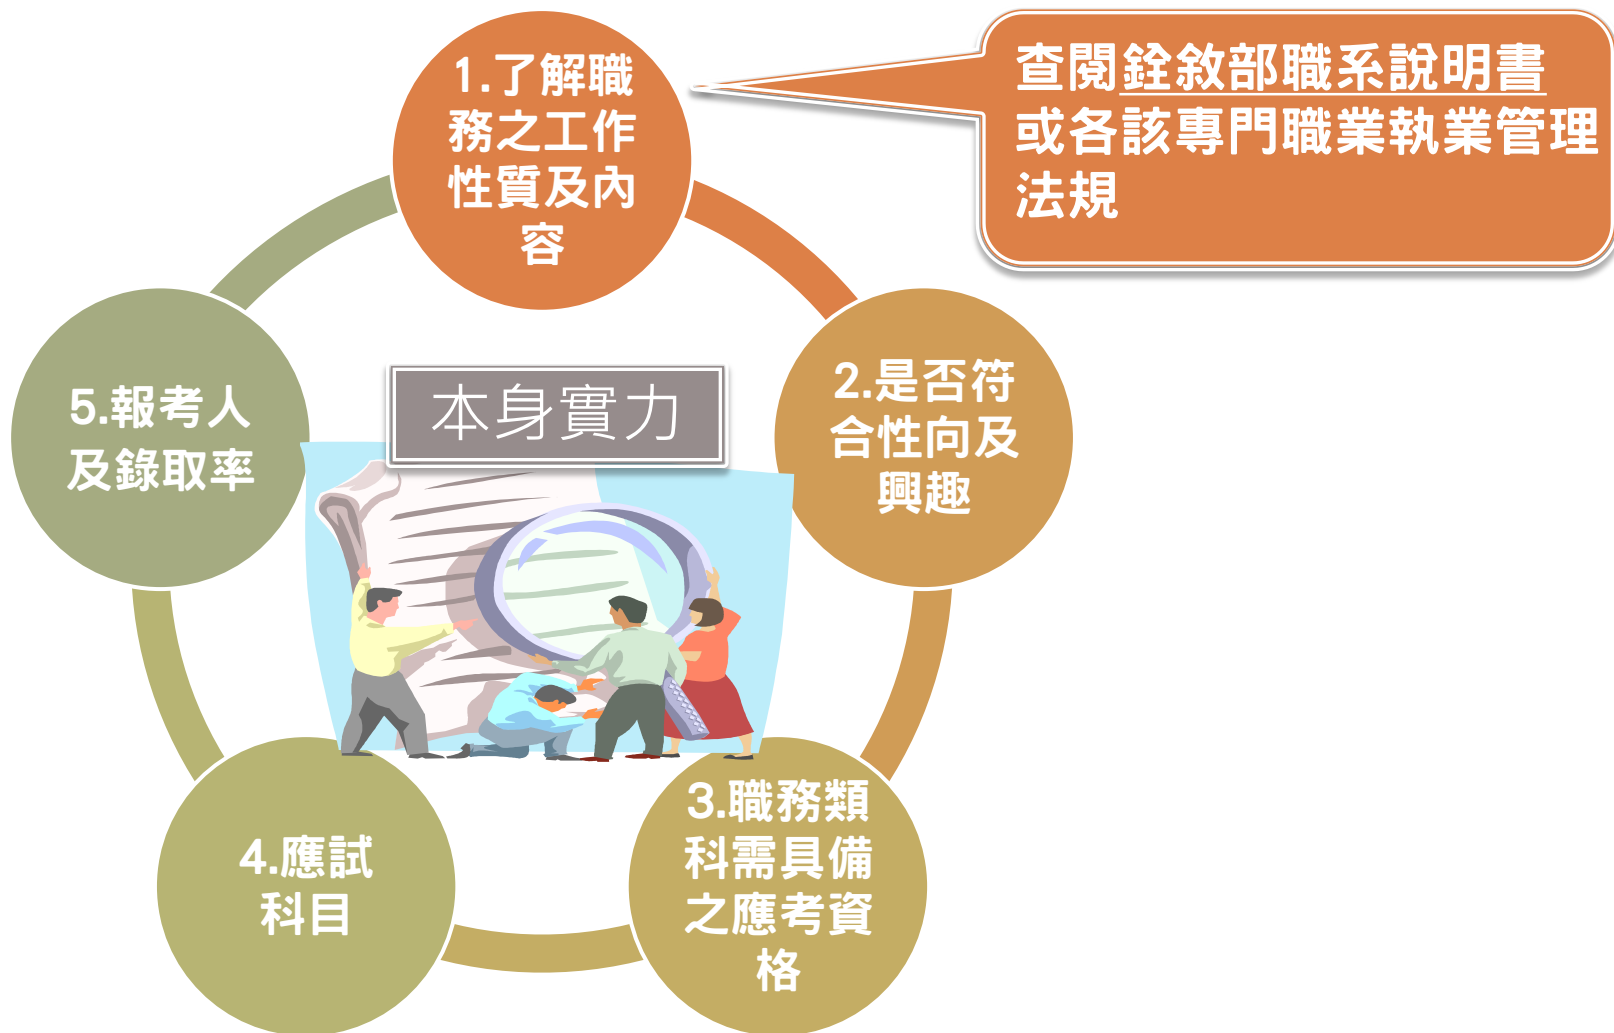 1.了解職
務之工作
性質及內
容
查閱銓敘部職系說明書
或各該專門職業執業管理
法規
2.是否符
合性向及
興趣
3.職務類
科需具備
之應考資
格
4.應試
科目
5.報考人
及錄取率
本身實力